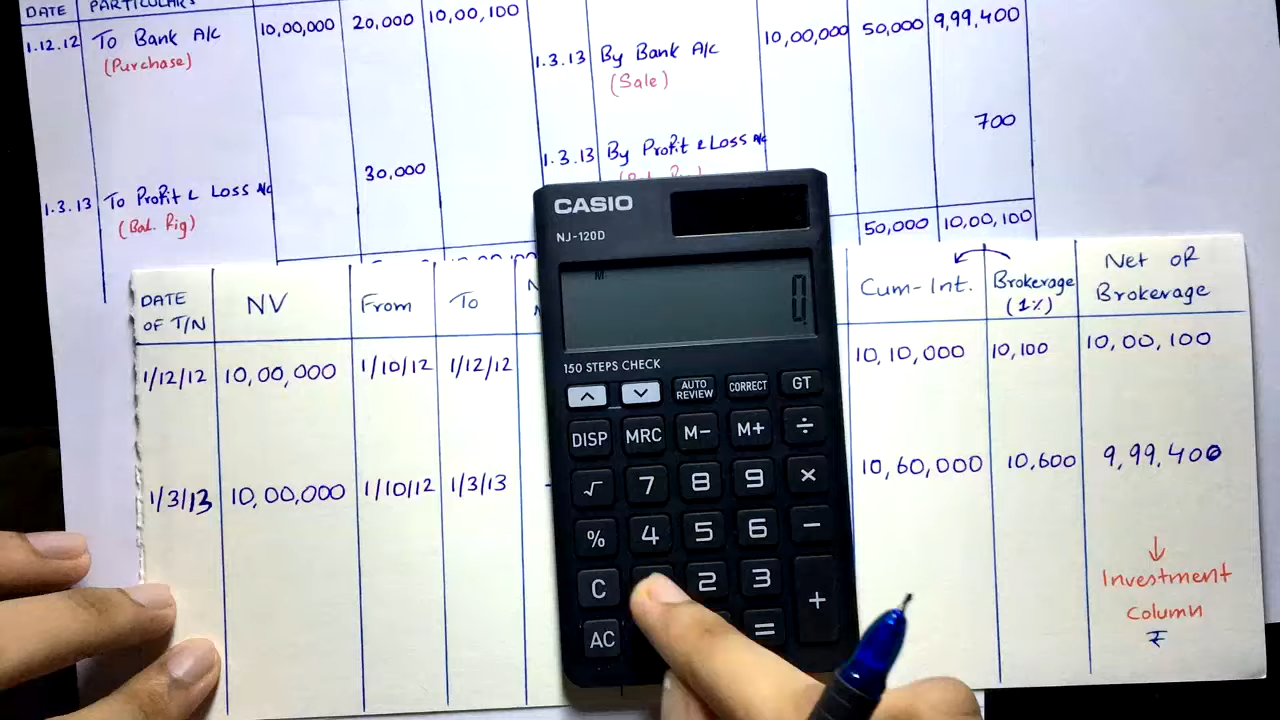 DATE PARTICULARS
1.12.12 To Bank A/c 10,00,000 20,000 10,00,100
(Purchase)
1.3.13 By Bank A/c 10,00,000 50,000 9,99,400
(Sale)
700
1.3.13 By Profit & Loss A/c
30,000
1.3.13 To Profit & Loss A/c
(Bal. Fig)
50,000 10,00,100
DATE OF T/N NV From To Cum-Int. Brokerage (1%) Net OR Brokerage
1/12/12 10,00,000 1/10/12 1/12/12 10,10,000 10,100 10,00,100
1/3/13 10,00,000 1/10/12 1/3/13 10,60,000 10,600 9,99,400
Investment
Column
₹
CASIO
NJ-120D
M
0.
150 STEPS CHECK
AUTO REVIEW CORRECT GT
DISP MRC M- M+ ÷
√ 7 8 9 ×
% 4 5 6 −
C 2 3 +
AC =